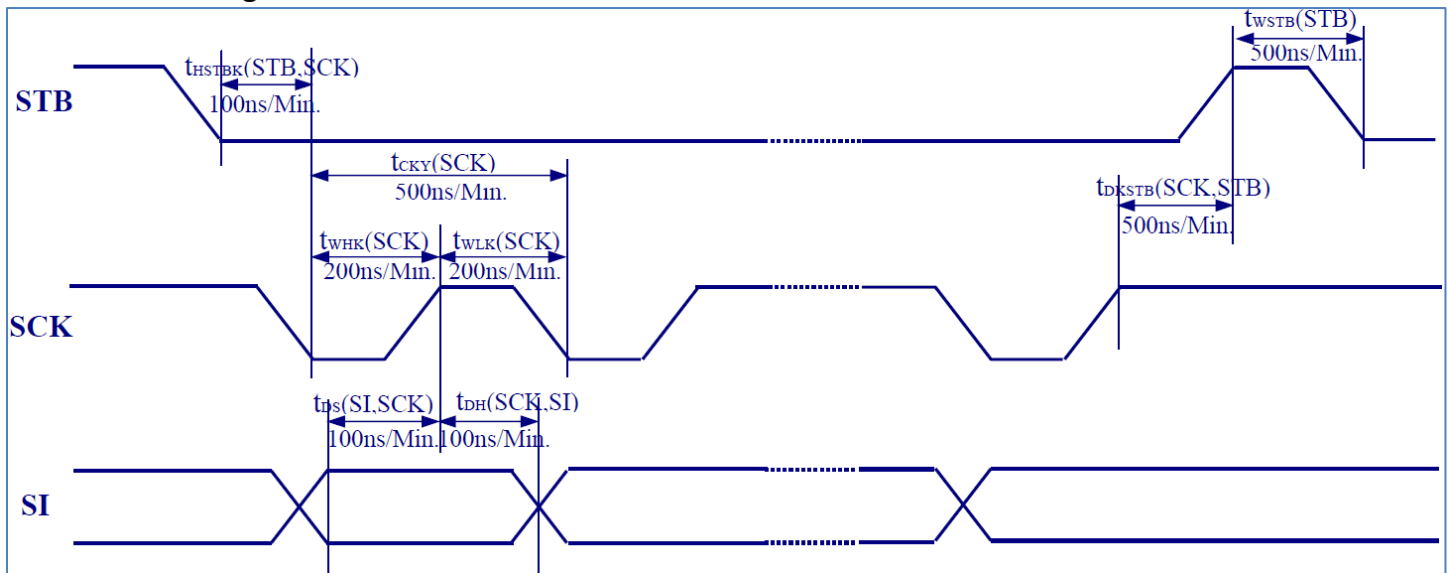 tWSTB(STB)
500ns/Min.
tHSTBK(STB,SCK)
100ns/Min.
STB
tCKY(SCK)
500ns/Min.
tDKSTB(SCK,STB)
500ns/Min.
tWHK(SCK) tWLK(SCK)
200ns/Min. 200ns/Min.
SCK
tDS(SI,SCK) tDH(SCK,SI)
100ns/Min. 100ns/Min.
SI